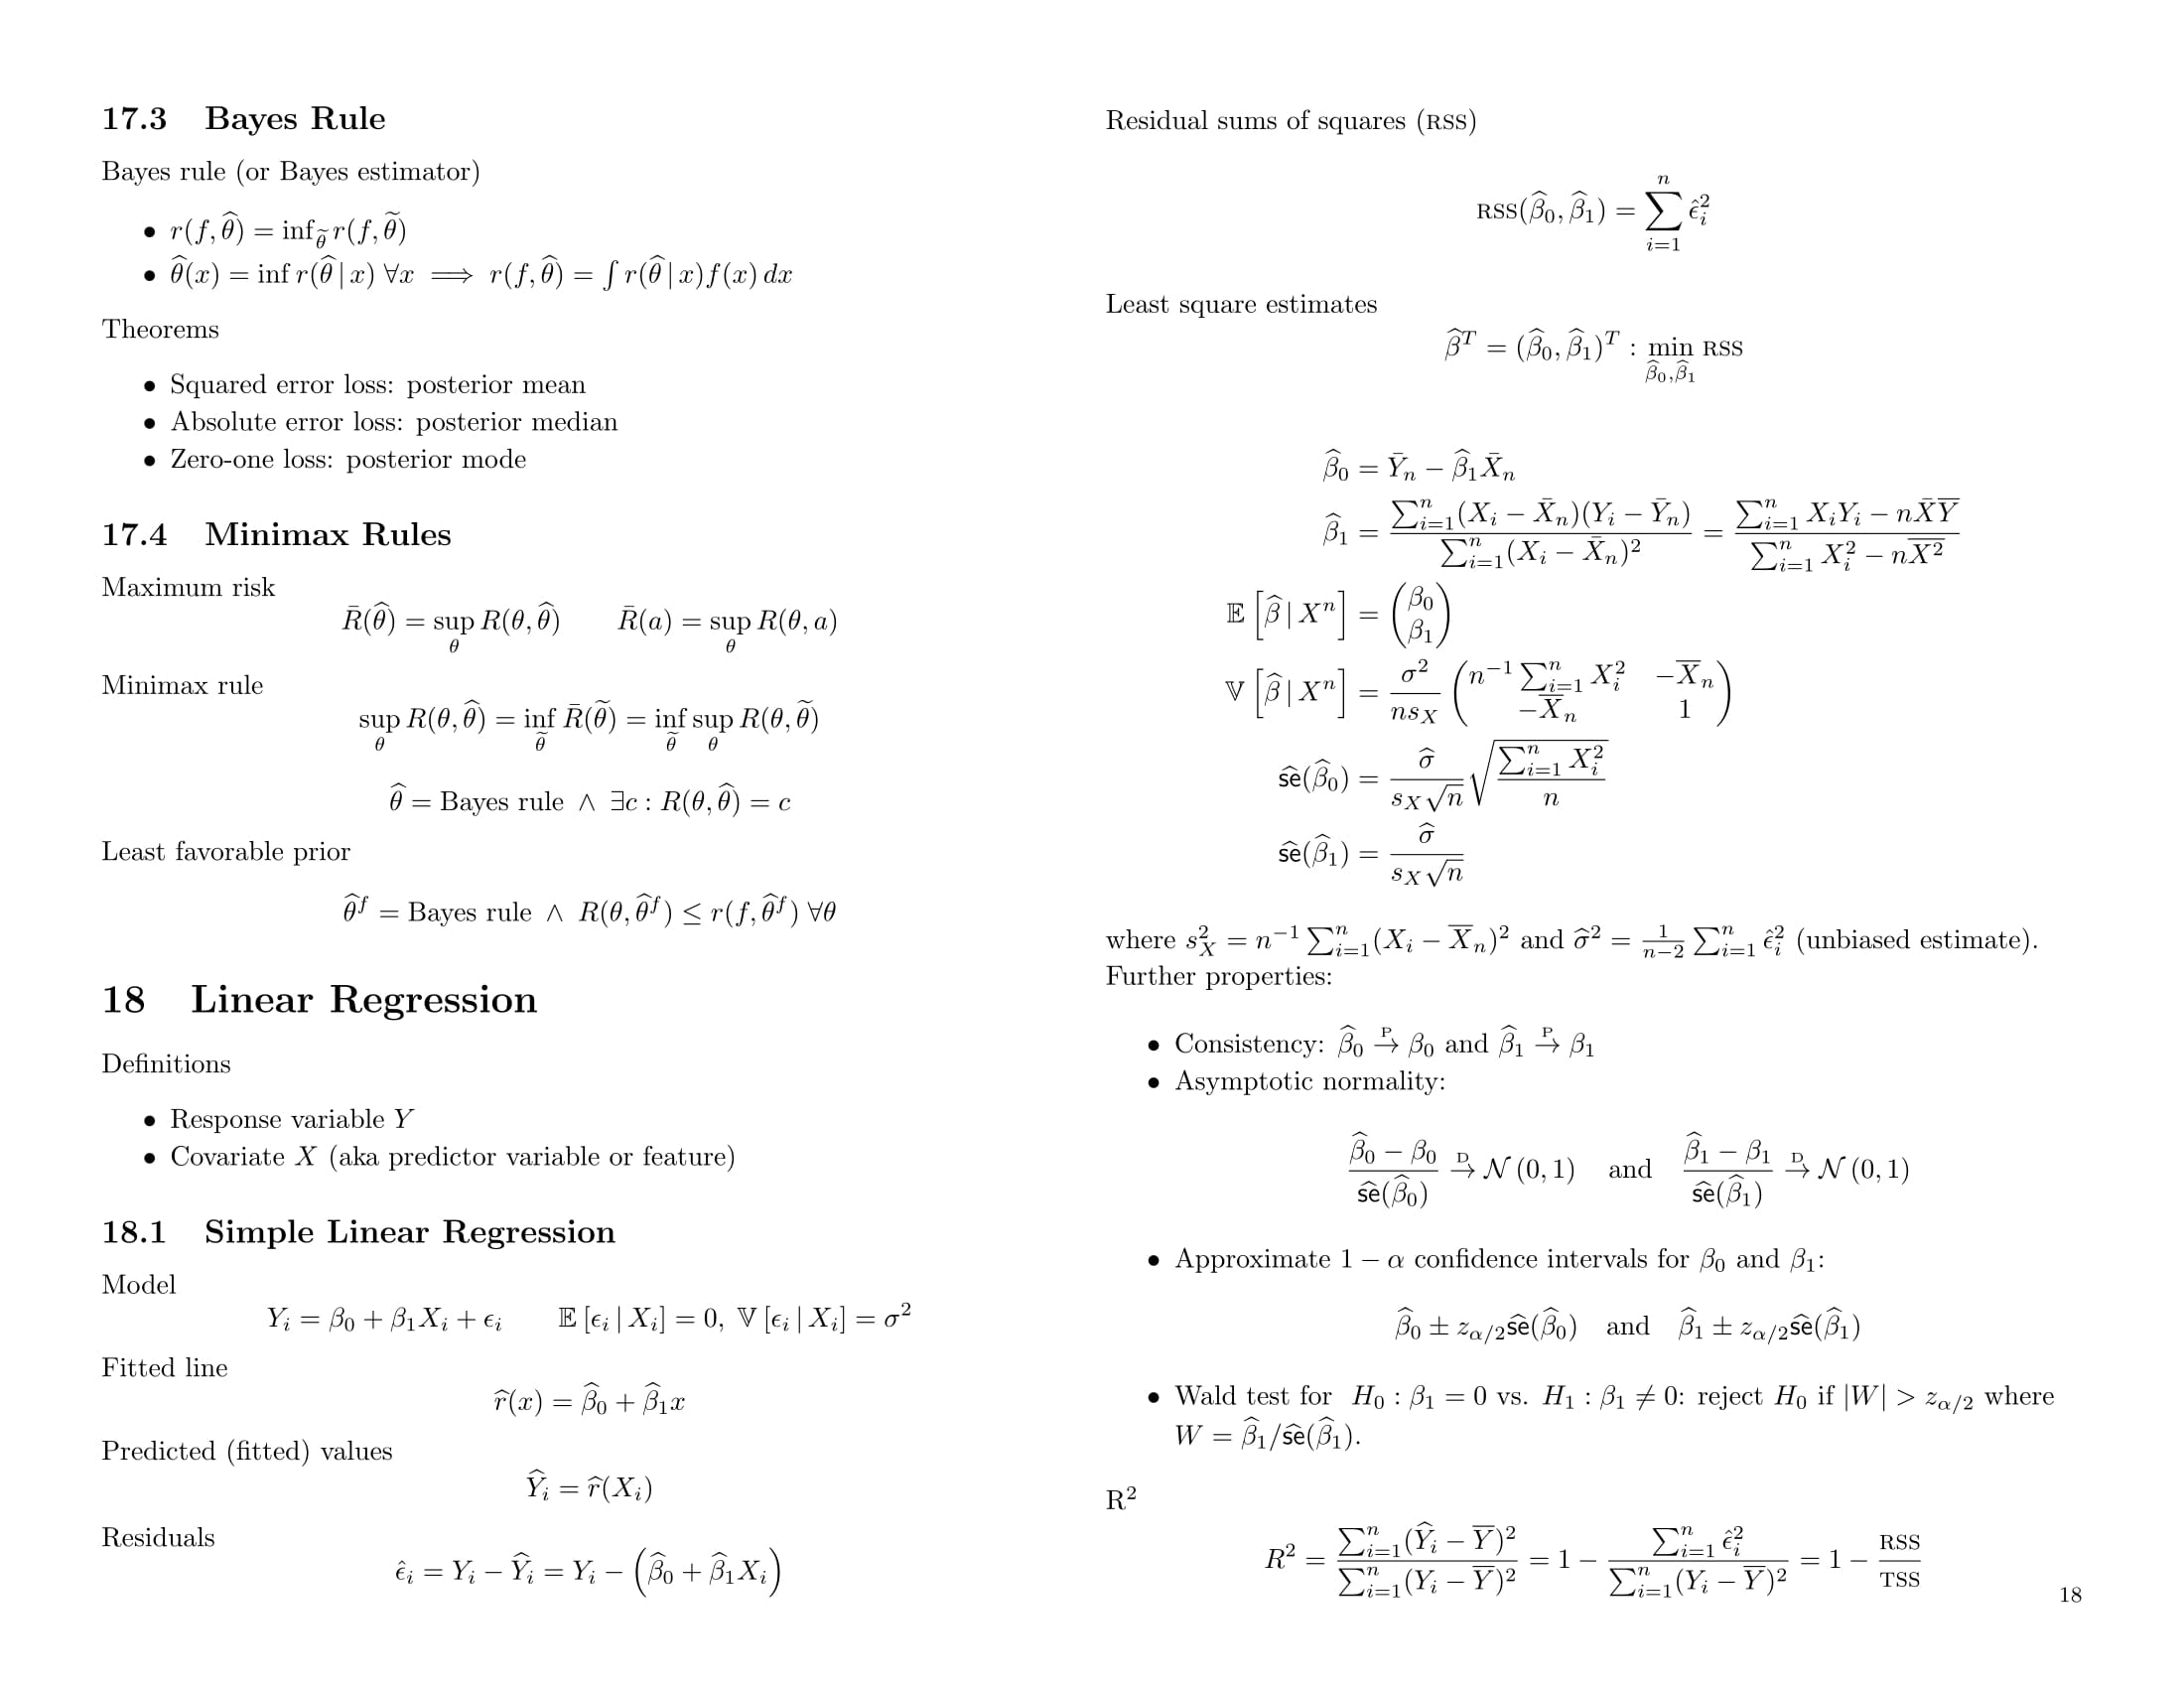 17.3 Bayes Rule
Bayes rule (or Bayes estimator)
• $r(f, \widehat{\theta}) = \inf_{\widetilde{\theta}} r(f, \widetilde{\theta})$
• $\widehat{\theta}(x) = \inf r(\widehat{\theta} \,|\, x) \; \forall x \implies r(f, \widehat{\theta}) = \int r(\widehat{\theta} \,|\, x) f(x) \, dx$
Theorems
• Squared error loss: posterior mean
• Absolute error loss: posterior median
• Zero-one loss: posterior mode
17.4 Minimax Rules
Maximum risk
$\bar{R}(\widehat{\theta}) = \sup_{\theta} R(\theta, \widehat{\theta}) \qquad \bar{R}(a) = \sup_{\theta} R(\theta, a)$
Minimax rule
$\sup_{\theta} R(\theta, \widehat{\theta}) = \inf_{\widetilde{\theta}} \bar{R}(\widetilde{\theta}) = \inf_{\widetilde{\theta}} \sup_{\theta} R(\theta, \widetilde{\theta})$
$\widehat{\theta} = \text{Bayes rule} \wedge \exists c : R(\theta, \widehat{\theta}) = c$
Least favorable prior
$\widehat{\theta}^f = \text{Bayes rule} \wedge R(\theta, \widehat{\theta}^f) \leq r(f, \widehat{\theta}^f) \; \forall \theta$
18 Linear Regression
Definitions
• Response variable $Y$
• Covariate $X$ (aka predictor variable or feature)
18.1 Simple Linear Regression
Model
$Y_i = \beta_0 + \beta_1 X_i + \epsilon_i \qquad \mathbb{E}[\epsilon_i \,|\, X_i] = 0, \; \mathbb{V}[\epsilon_i \,|\, X_i] = \sigma^2$
Fitted line
$\widehat{r}(x) = \widehat{\beta}_0 + \widehat{\beta}_1 x$
Predicted (fitted) values
$\widehat{Y}_i = \widehat{r}(X_i)$
Residuals
$\hat{\epsilon}_i = Y_i - \widehat{Y}_i = Y_i - \left(\widehat{\beta}_0 + \widehat{\beta}_1 X_i\right)$
Residual sums of squares (RSS)
$\text{RSS}(\widehat{\beta}_0, \widehat{\beta}_1) = \sum_{i=1}^{n} \hat{\epsilon}_i^2$
Least square estimates
$\widehat{\beta}^T = (\widehat{\beta}_0, \widehat{\beta}_1)^T : \min_{\widehat{\beta}_0, \widehat{\beta}_1} \text{RSS}$
$\widehat{\beta}_0 = \bar{Y}_n - \widehat{\beta}_1 \bar{X}_n$
$\widehat{\beta}_1 = \frac{\sum_{i=1}^{n} (X_i - \bar{X}_n)(Y_i - \bar{Y}_n)}{\sum_{i=1}^{n} (X_i - \bar{X}_n)^2} = \frac{\sum_{i=1}^{n} X_i Y_i - n \bar{X} \overline{Y}}{\sum_{i=1}^{n} X_i^2 - n \overline{X^2}}$
$\mathbb{E}\left[\widehat{\beta} \,|\, X^n\right] = \begin{pmatrix} \beta_0 \\ \beta_1 \end{pmatrix}$
$\mathbb{V}\left[\widehat{\beta} \,|\, X^n\right] = \frac{\sigma^2}{n s_X} \begin{pmatrix} n^{-1} \sum_{i=1}^{n} X_i^2 & -\overline{X}_n \\ -\overline{X}_n & 1 \end{pmatrix}$
$\widehat{\text{se}}(\widehat{\beta}_0) = \frac{\widehat{\sigma}}{s_X \sqrt{n}} \sqrt{\frac{\sum_{i=1}^{n} X_i^2}{n}}$
$\widehat{\text{se}}(\widehat{\beta}_1) = \frac{\widehat{\sigma}}{s_X \sqrt{n}}$
where $s_X^2 = n^{-1} \sum_{i=1}^{n} (X_i - \overline{X}_n)^2$ and $\widehat{\sigma}^2 = \frac{1}{n-2} \sum_{i=1}^{n} \hat{\epsilon}_i^2$ (unbiased estimate).
Further properties:
• Consistency: $\widehat{\beta}_0 \xrightarrow{\text{P}} \beta_0$ and $\widehat{\beta}_1 \xrightarrow{\text{P}} \beta_1$
• Asymptotic normality:
$\frac{\widehat{\beta}_0 - \beta_0}{\widehat{\text{se}}(\widehat{\beta}_0)} \xrightarrow{\text{D}} \mathcal{N}(0, 1) \quad \text{and} \quad \frac{\widehat{\beta}_1 - \beta_1}{\widehat{\text{se}}(\widehat{\beta}_1)} \xrightarrow{\text{D}} \mathcal{N}(0, 1)$
• Approximate $1 - \alpha$ confidence intervals for $\beta_0$ and $\beta_1$:
$\widehat{\beta}_0 \pm z_{\alpha/2} \widehat{\text{se}}(\widehat{\beta}_0) \quad \text{and} \quad \widehat{\beta}_1 \pm z_{\alpha/2} \widehat{\text{se}}(\widehat{\beta}_1)$
• Wald test for $H_0 : \beta_1 = 0$ vs. $H_1 : \beta_1 \neq 0$: reject $H_0$ if $|W| > z_{\alpha/2}$ where
$W = \widehat{\beta}_1 / \widehat{\text{se}}(\widehat{\beta}_1)$.
$\text{R}^2$
$R^2 = \frac{\sum_{i=1}^{n} (\widehat{Y}_i - \overline{Y})^2}{\sum_{i=1}^{n} (Y_i - \overline{Y})^2} = 1 - \frac{\sum_{i=1}^{n} \hat{\epsilon}_i^2}{\sum_{i=1}^{n} (Y_i - \overline{Y})^2} = 1 - \frac{\text{RSS}}{\text{TSS}}$
18